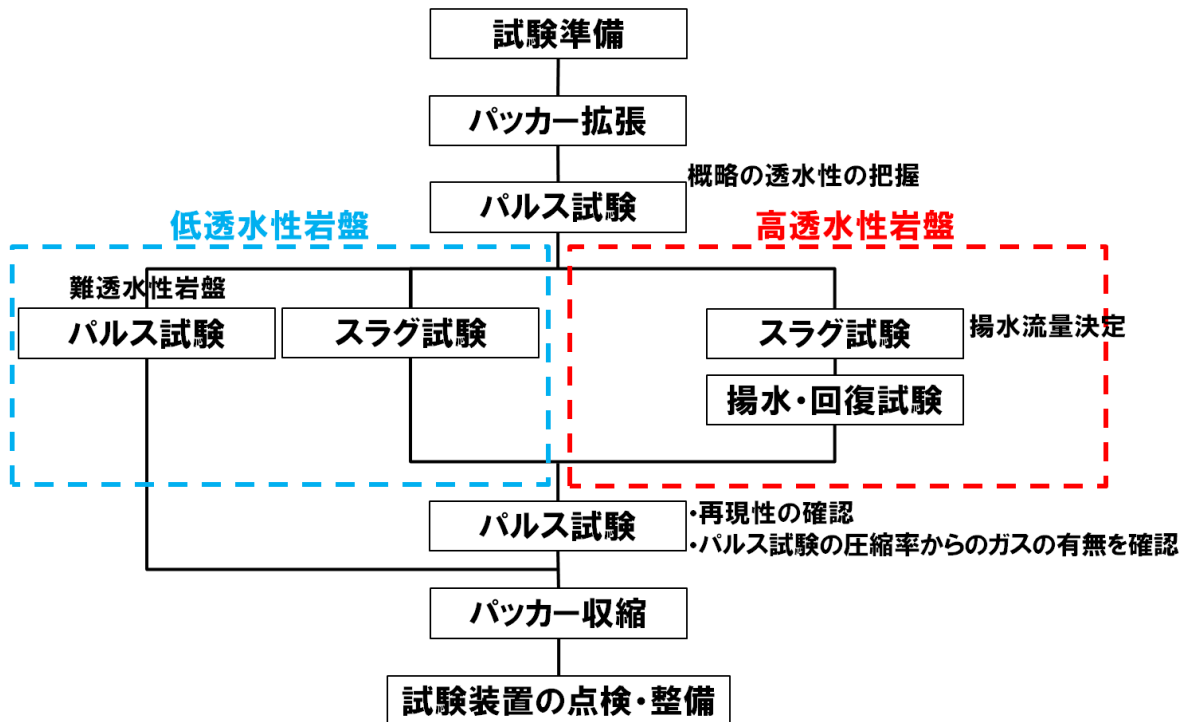 試験準備
パッカー拡張
概略の透水性の把握
パルス試験
低透水性岩盤
高透水性岩盤
難透水性岩盤
パルス試験
スラグ試験
スラグ試験
揚水流量決定
揚水・回復試験
パルス試験
・再現性の確認
・パルス試験の圧縮率からのガスの有無を確認
パッカー収縮
試験装置の点検・整備